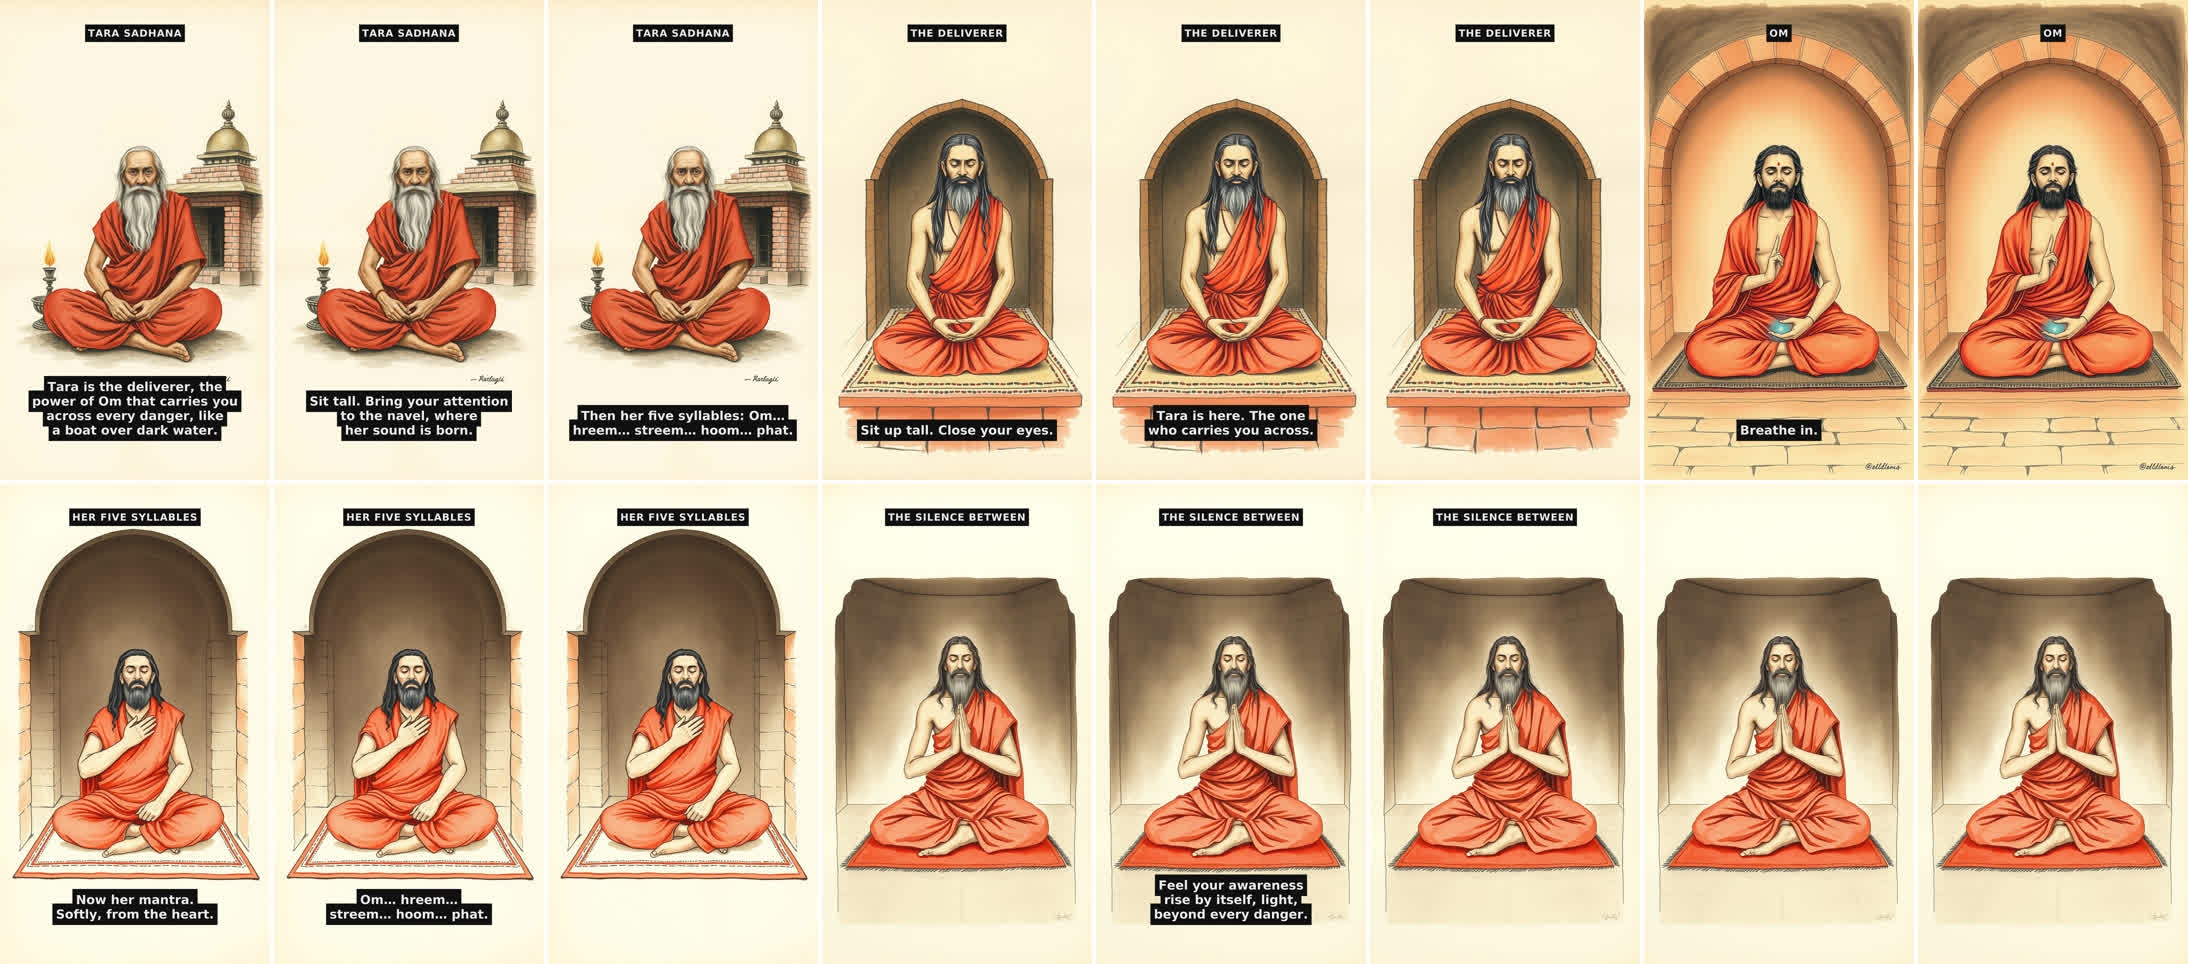 TARA SADHANA
Tara is the deliverer, the
power of Om that carries you
across every danger, like
a boat over dark water.
TARA SADHANA
Sit tall. Bring your attention
to the navel, where
her sound is born.
TARA SADHANA
Then her five syllables: Om...
hreem... streem... hoom... phat.
THE DELIVERER
Sit up tall. Close your eyes.
THE DELIVERER
Tara is here. The one
who carries you across.
THE DELIVERER
OM
Breathe in.
OM
HER FIVE SYLLABLES
Now her mantra.
Softly, from the heart.
HER FIVE SYLLABLES
Om... hreem...
streem... hoom... phat.
HER FIVE SYLLABLES
THE SILENCE BETWEEN
THE SILENCE BETWEEN
Feel your awareness
rise by itself, light,
beyond every danger.
THE SILENCE BETWEEN